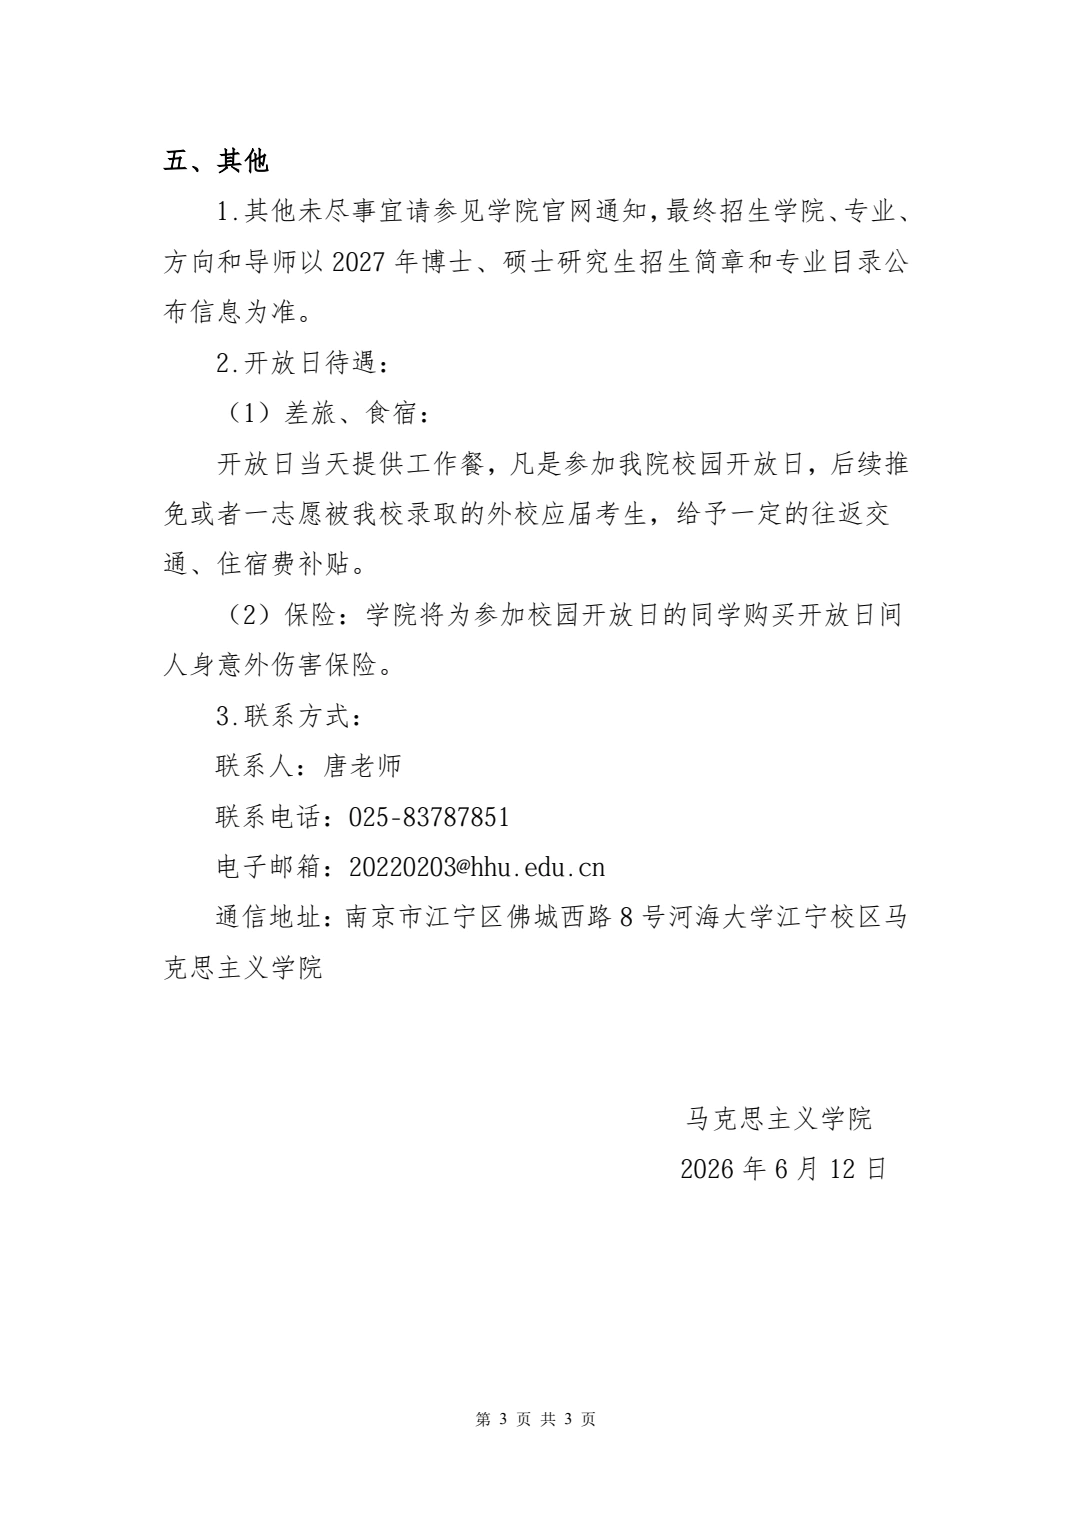 五、其他
1.其他未尽事宜请参见学院官网通知,最终招生学院、专业、
方向和导师以 2027 年博士、硕士研究生招生简章和专业目录公
布信息为准。
2.开放日待遇：
（1）差旅、食宿：
开放日当天提供工作餐，凡是参加我院校园开放日，后续推
免或者一志愿被我校录取的外校应届考生，给予一定的往返交
通、住宿费补贴。
（2）保险：学院将为参加校园开放日的同学购买开放日间
人身意外伤害保险。
3.联系方式：
联系人：唐老师
联系电话：025-83787851
电子邮箱：20220203@hhu.edu.cn
通信地址：南京市江宁区佛城西路 8 号河海大学江宁校区马
克思主义学院
马克思主义学院
2026 年 6 月 12 日
第 3 页 共 3 页